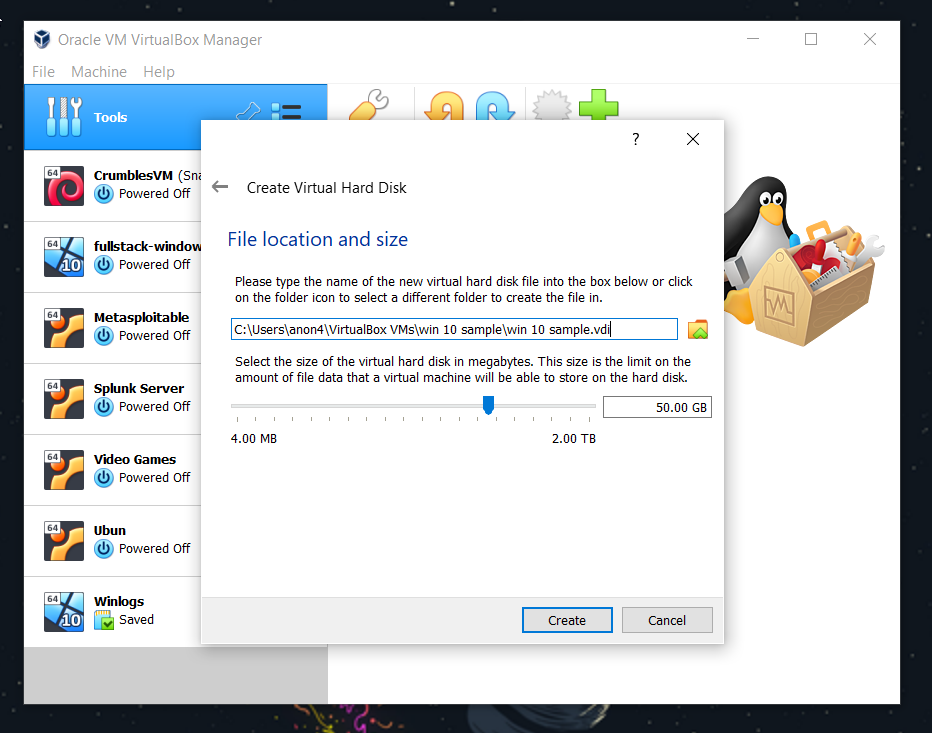 Oracle VM VirtualBox Manager
File Machine Help
Tools
64
CrumblesVM (Sna
Powered Off
64
10
fullstack-window
Powered Off
64
Metasploitable
Powered Off
64
Splunk Server
Powered Off
64
Video Games
Powered Off
64
Ubun
Powered Off
64
10
Winlogs
Saved
?
Create Virtual Hard Disk
File location and size
Please type the name of the new virtual hard disk file into the box below or click
on the folder icon to select a different folder to create the file in.
C:\Users\anon4\VirtualBox VMs\win 10 sample\win 10 sample.vdi
Select the size of the virtual hard disk in megabytes. This size is the limit on the
amount of file data that a virtual machine will be able to store on the hard disk.
50.00 GB
4.00 MB 2.00 TB
Create Cancel